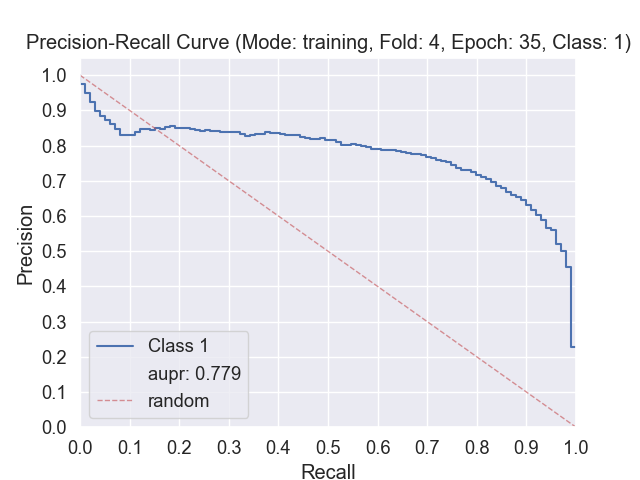 Precision-Recall Curve (Mode: training, Fold: 4, Epoch: 35, Class: 1)
1.0
0.9
0.8
0.7
0.6
0.5
0.4
0.3
0.2
0.1
0.0
Precision
Class 1
aupr: 0.779
random
0.0 0.1 0.2 0.3 0.4 0.5 0.6 0.7 0.8 0.9 1.0
Recall